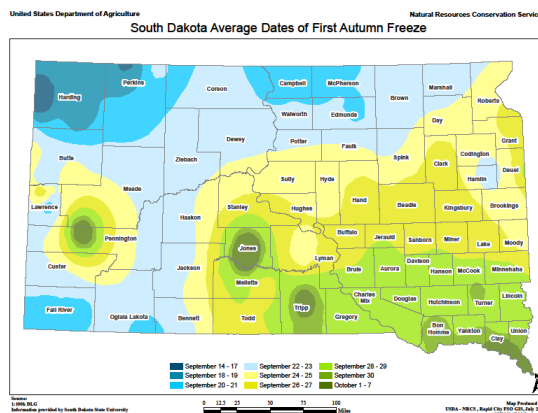 United States Department of Agriculture
Natural Resources Conservation Servic
South Dakota Average Dates of First Autumn Freeze
Harding
Perkins
Corson
Campbell
McPherson
Brown
Marshall
Roberts
Walworth
Edmunds
Day
Dewey
Potter
Faulk
Grant
Butte
Ziebach
Spink
Clark
Codington
Meade
Sully
Hyde
Hamlin
Deuel
Lawrence
Haakon
Stanley
Hughes
Hand
Beadle
Kingsbury
Brookings
Pennington
Buffalo
Jerauld
Sanborn
Miner
Lake
Moody
Jones
Lyman
Custer
Jackson
Brule
Aurora
Davison
Hanson
McCook
Minnehaha
Mellette
Fall River
Oglala Lakota
Bennett
Todd
Tripp
Gregory
Charles
Mix
Douglas
Hutchinson
Turner
Lincoln
Bon
Homme
Yankton
Clay
Union
September 14 - 17
September 22 - 23
September 28 - 29
September 18 - 19
September 24 - 25
September 30
September 20 - 21
September 26 - 27
October 1 - 7
Source:
1:100k DLG
Information provided by South Dakota State University
0 12.5 25 50 75 100
Miles
Map Produced
USDA - NRCS, Rapid City FSO GIS, July 2